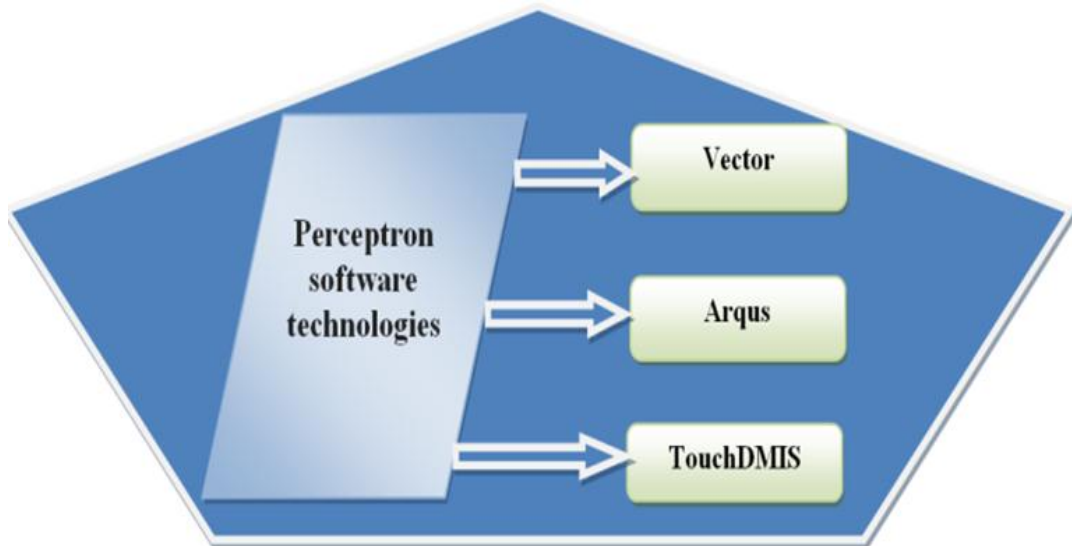 Perceptron
software
technologies
Vector
Arqus
TouchDMIS